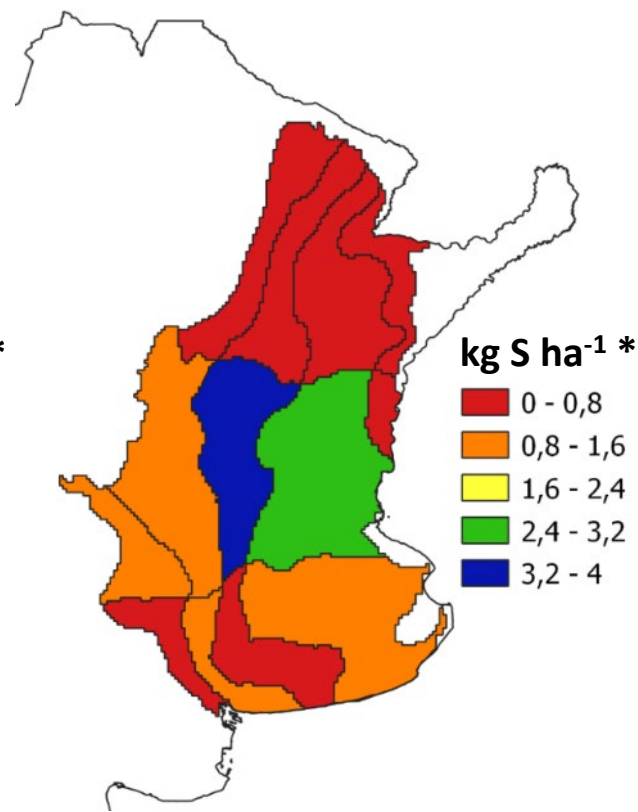 *
kg S ha⁻¹ *
0 - 0,8
0,8 - 1,6
1,6 - 2,4
2,4 - 3,2
3,2 - 4